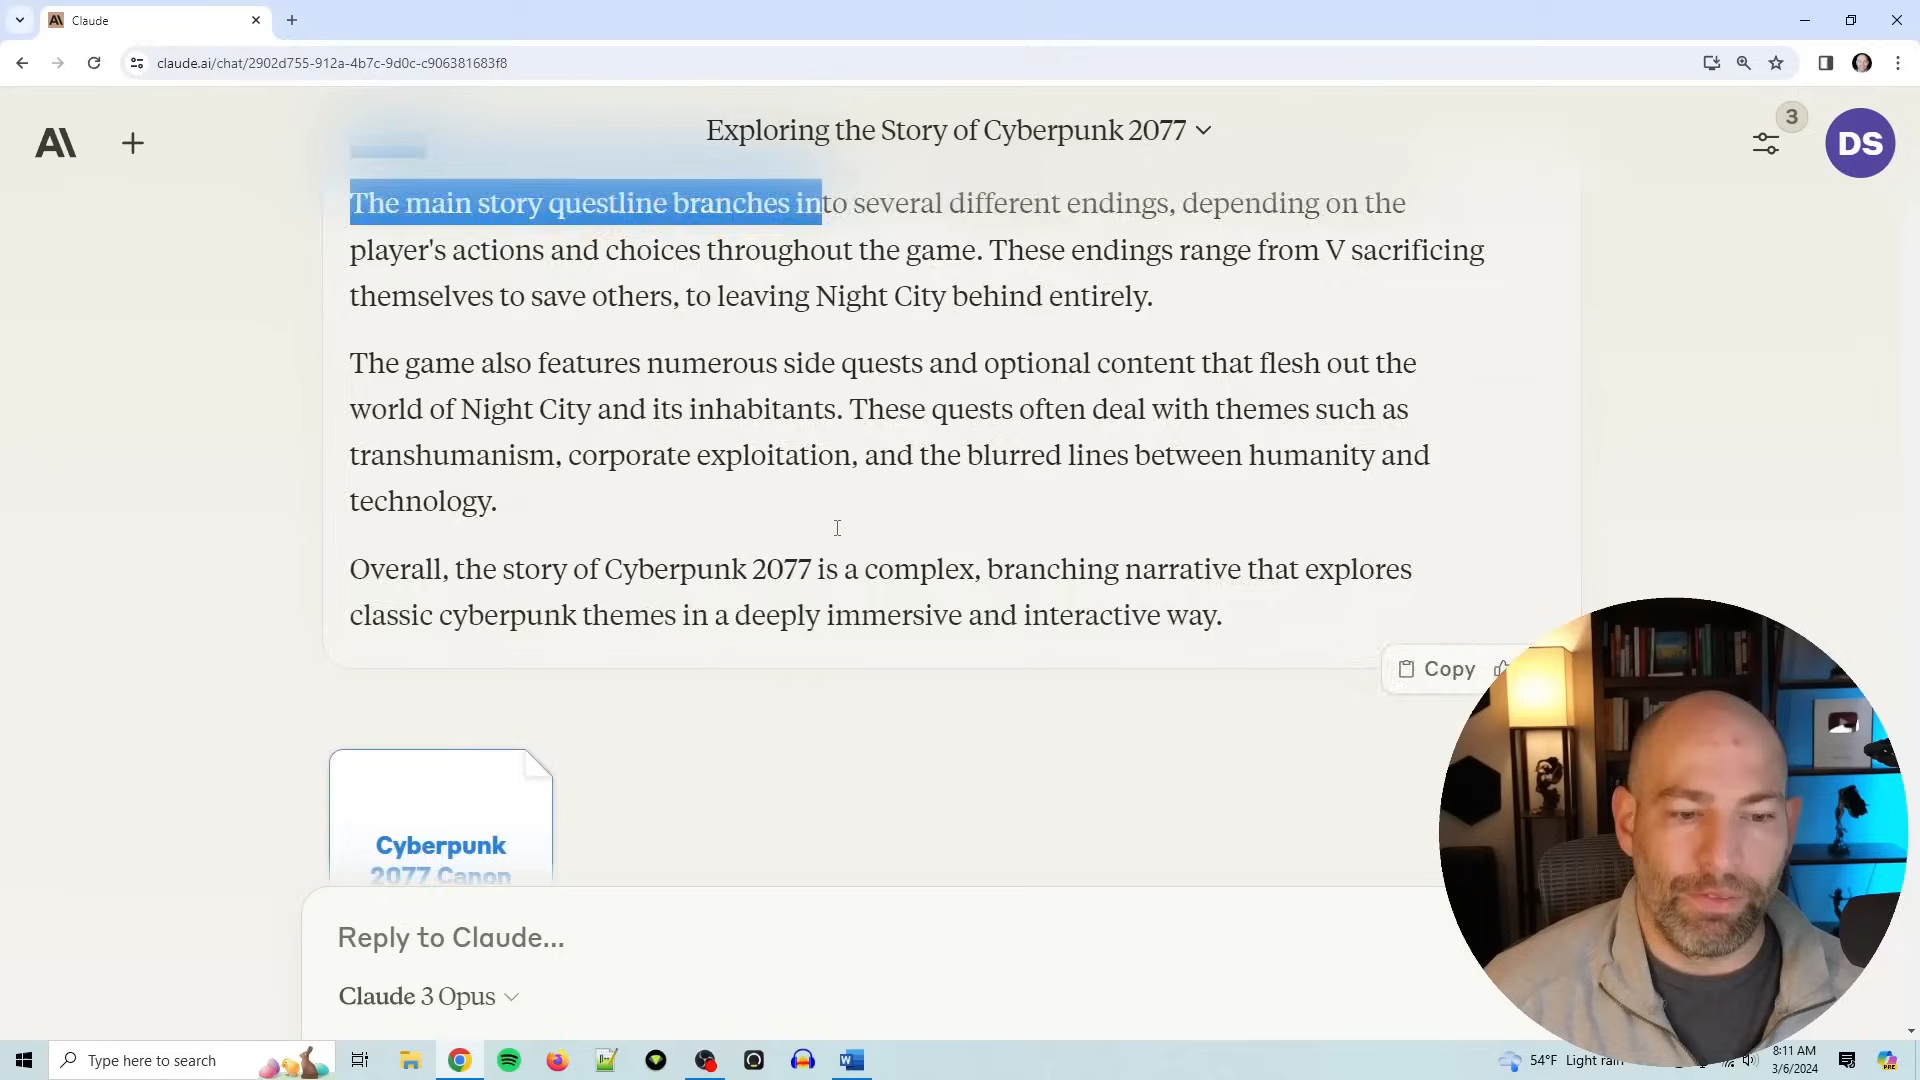 Claude
claude.ai/chat/2902d755-912a-4b7c-9d0c-c906381683f8
Exploring the Story of Cyberpunk 2077
3
DS
The main story questline branches into several different endings, depending on the
player's actions and choices throughout the game. These endings range from V sacrificing
themselves to save others, to leaving Night City behind entirely.
The game also features numerous side quests and optional content that flesh out the
world of Night City and its inhabitants. These quests often deal with themes such as
transhumanism, corporate exploitation, and the blurred lines between humanity and
technology.
Overall, the story of Cyberpunk 2077 is a complex, branching narrative that explores
classic cyberpunk themes in a deeply immersive and interactive way.
Copy
Cyberpunk
2077 Canon
Reply to Claude...
Claude 3 Opus
Type here to search
54°F Light rain
8:11 AM
3/6/2024